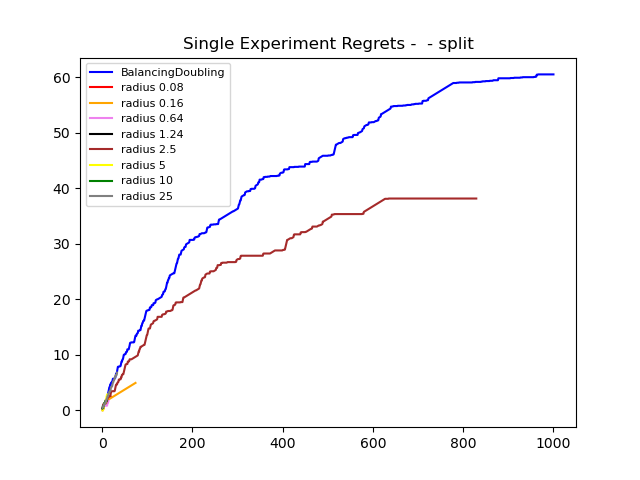 Single Experiment Regrets -  - split
60
50
40
30
20
10
0
BalancingDoubling
radius 0.08
radius 0.16
radius 0.64
radius 1.24
radius 2.5
radius 5
radius 10
radius 25
0 200 400 600 800 1000